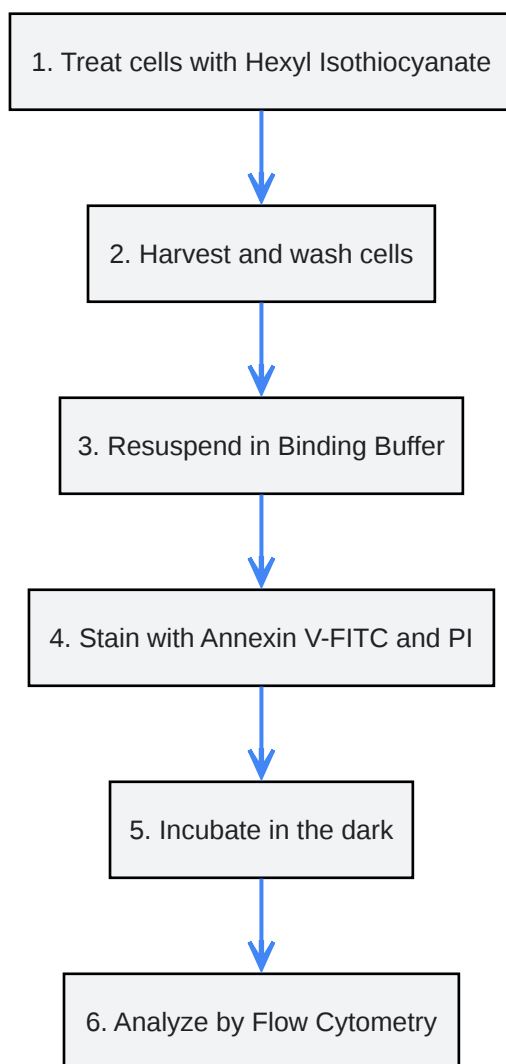 1. Treat cells with Hexyl Isothiocyanate
2. Harvest and wash cells
3. Resuspend in Binding Buffer
4. Stain with Annexin V-FITC and PI
5. Incubate in the dark
6. Analyze by Flow Cytometry